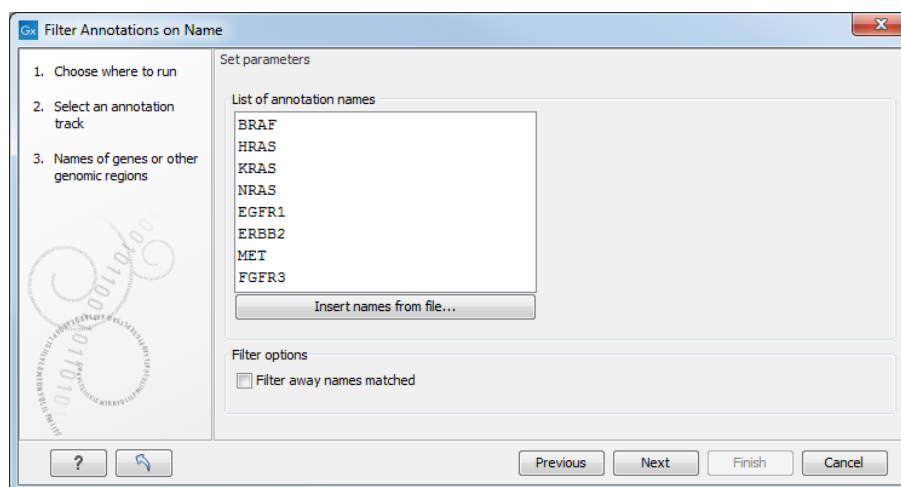 Gx Filter Annotations on Name
1. Choose where to run
2. Select an annotation
track
3. Names of genes or other
genomic regions
Set parameters
List of annotation names
BRAF
HRAS
KRAS
NRAS
EGFR1
ERBB2
MET
FGFR3
Insert names from file...
Filter options
Filter away names matched
?
Previous
Next
Finish
Cancel